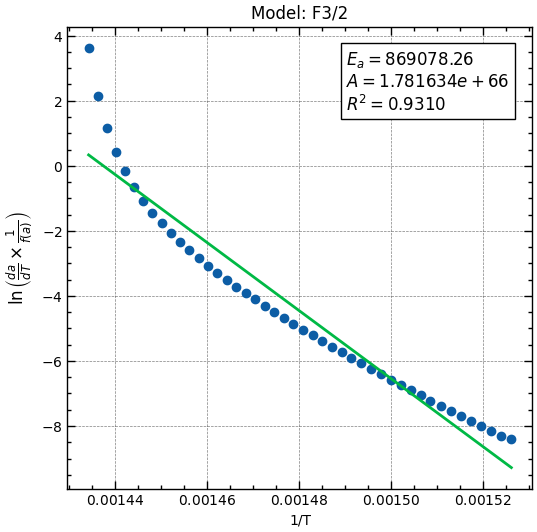 Model: F3/2
E_a = 869078.26
A = 1.781634e + 66
R^2 = 0.9310
4
2
0
−2
−4
−6
−8
ln (da/dT × 1/f(a))
0.00144 0.00146 0.00148 0.00150 0.00152
1/T